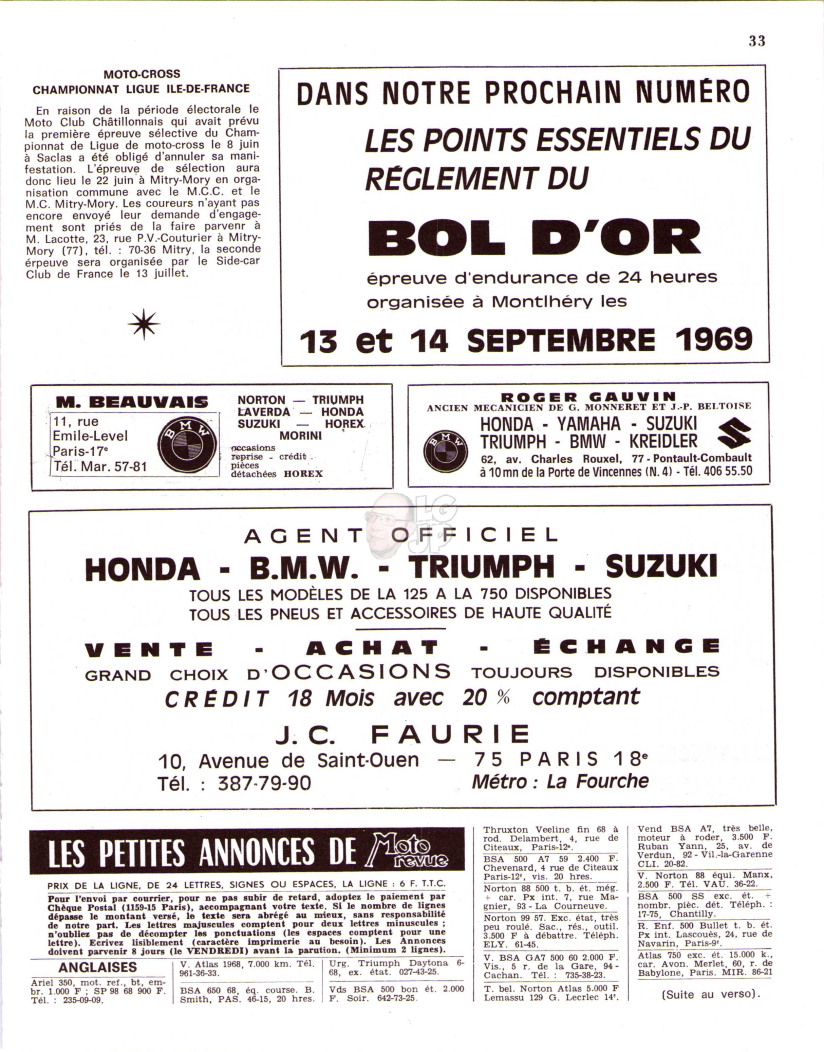 33
MOTO-CROSS
CHAMPIONNAT LIGUE ILE-DE-FRANCE
En raison de la période électorale le
Moto Club Châtillonnais qui avait prévu
la première épreuve sélective du Cham-
pionnat de Ligue de moto-cross le 8 juin
à Saclas a été obligé d'annuler sa mani-
festation. L'épreuve de sélection aura
donc lieu le 22 juin à Mitry-Mory en orga-
nisation commune avec le M.C.C. et le
M.C. Mitry-Mory. Les coureurs n'ayant pas
encore envoyé leur demande d'engage-
ment sont priés de la faire parvenir à
M. Lacotte, 23, rue P.V.-Couturier à Mitry-
Mory (77), tél. : 70-36 Mitry, la seconde
érpeuve sera organisée par le Side-car
Club de France le 13 juillet.
DANS NOTRE PROCHAIN NUMÉRO
LES POINTS ESSENTIELS DU
RÉGLEMENT DU
BOL D'OR
épreuve d'endurance de 24 heures
organisée à Montlhéry les
13 et 14 SEPTEMBRE 1969
M. BEAUVAIS
11, rue
Emile-Level
Paris-17e
Tél. Mar. 57-81
BMW
NORTON — TRIUMPH
LAVERDA — HONDA
SUZUKI — HOREX
MORINI
occasions
reprise - crédit
pièces
détachées HOREX
ROGER GAUVIN
ANCIEN MECANICIEN DE G. MONNERET ET J.-P. BELTOISE
BMW
HONDA - YAMAHA - SUZUKI
TRIUMPH - BMW - KREIDLER
62, av. Charles Rouxel, 77 - Pontault-Combault
à 10 mn de la Porte de Vincennes (N. 4) - Tél. 406 55.50
LG
JP
AGENT OFFICIEL
HONDA - B.M.W. - TRIUMPH - SUZUKI
TOUS LES MODÈLES DE LA 125 A LA 750 DISPONIBLES
TOUS LES PNEUS ET ACCESSOIRES DE HAUTE QUALITÉ
VENTE - ACHAT - ÉCHANGE
GRAND CHOIX D'OCCASIONS TOUJOURS DISPONIBLES
CRÉDIT 18 Mois avec 20 % comptant
J. C. FAURIE
10, Avenue de Saint-Ouen — 75 PARIS 18e
Tél. : 387-79-90 Métro : La Fourche
LES PETITES ANNONCES DE Moto revue
PRIX DE LA LIGNE, DE 24 LETTRES, SIGNES OU ESPACES, LA LIGNE : 6 F. T.T.C.
Pour l'envoi par courrier, pour ne pas subir de retard, adoptez le paiement par
Chèque Postal (1159-15 Paris), accompagnant votre texte. Si le nombre de lignes
dépasse le montant versé, le texte sera abrégé au mieux, sans responsabilité
de notre part. Les lettres majuscules comptent pour deux lettres minuscules ;
n'oubliez pas de décompter les ponctuations (les espaces comptent pour une
lettre). Ecrivez lisiblement (caractère imprimerie au besoin). Les Annonces
doivent parvenir 8 jours (le VENDREDI) avant la parution. (Minimum 2 lignes).
ANGLAISES
Ariel 350, mot. ref., bt, em-
br. 1.000 F ; SP 98 68 900 F.
Tél. : 235-09-09.
V. Atlas 1968, 7.000 km. Tél.
961-36-33.
BSA 650 68, éq. course. B.
Smith, PAS. 46-15, 20 hres.
Urg. Triumph Daytona 6-
68, ex. état. 027-43-25.
Vds BSA 500 bon ét. 2.000
F. Soir. 642-73-25.
Thruxton Veeline fin 68 à
rod. Delambert, 4, rue de
Citeaux, Paris-12e.
BSA 500 A7 59 2.400 F.
Chevenard, 4 rue de Citeaux
Paris-12e, vis. 20 hres.
Norton 88 500 t. b. ét. még.
+ car. Px int. 7, rue Ma-
gnier, 93 - La Courneuve.
Norton 99 57. Exc. état, très
peu roulé. Sac., rés., outil.
3.500 F à débattre. Téléph.
ELY. 61-45.
V. BSA GA7 500 60 2.000 F.
Vis., 5 r. de la Gare, 94 -
Cachan. Tél. : 735-38-23.
T. bel. Norton Atlas 5.000 F
Lemassu 129 G. Leclec 14e.
Vend BSA A7, très belle,
moteur à roder, 3.500 F.
Ruban Yann, 25, av. de
Verdun, 92 - Vil.-la-Garenne
CLI. 20-82.
V. Norton 88 équi. Manx,
2.500 F. Tél. VAU. 36-22.
BSA 500 SS exc. ét. +
nombr. pièc. dét. Téléph. :
17-75, Chantilly.
R. Enf. 500 Bullet t. b. ét.
Px int. Lascouès, 24, rue de
Navarin, Paris-9e.
Atlas 750 exc. ét. 15.000 k.,
car. Avon. Merlet, 60, r. de
Babylone, Paris. MIR. 86-21
(Suite au verso).